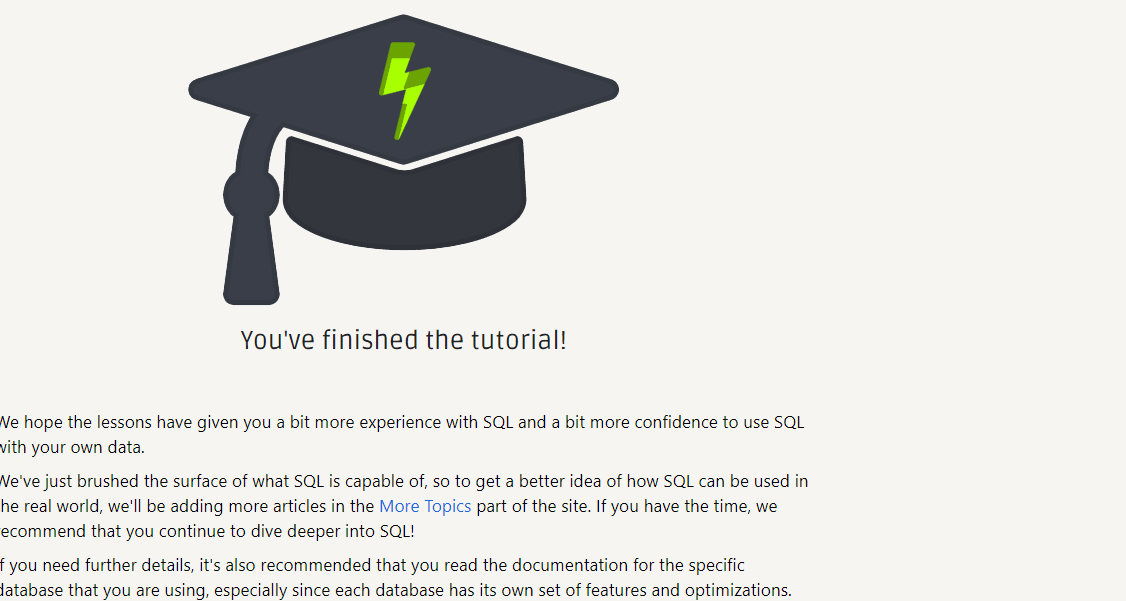 You've finished the tutorial!
We hope the lessons have given you a bit more experience with SQL and a bit more confidence to use SQL
with your own data.
We've just brushed the surface of what SQL is capable of, so to get a better idea of how SQL can be used in
the real world, we'll be adding more articles in the More Topics part of the site. If you have the time, we
recommend that you continue to dive deeper into SQL!
If you need further details, it's also recommended that you read the documentation for the specific
database that you are using, especially since each database has its own set of features and optimizations.